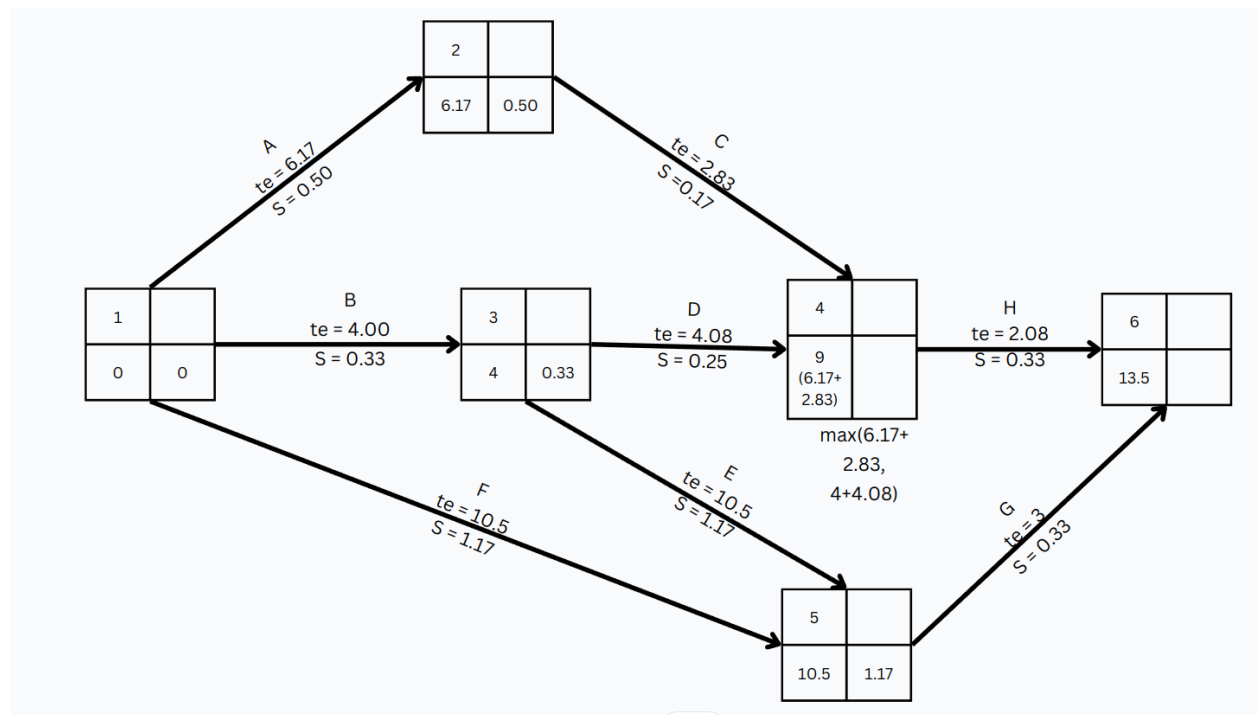 2
6.17 0.50
A
te = 6.17
S = 0.50
C
te = 2.83
S =0.17
1
0 0
B
te = 4.00
S = 0.33
3
4 0.33
D
te = 4.08
S = 0.25
4
9
(6.17+
2.83)
max(6.17+
2.83,
4+4.08)
H
te = 2.08
S = 0.33
6
13.5
F
te = 10.5
S = 1.17
E
te = 10.5
S = 1.17
G
te = 3
S = 0.33
5
10.5 1.17